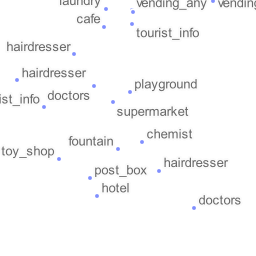 laundry
vending_any
vending
cafe
tourist_info
hairdresser
hairdresser
playground
ist_info
doctors
supermarket
chemist
fountain
toy_shop
hairdresser
post_box
hotel
doctors